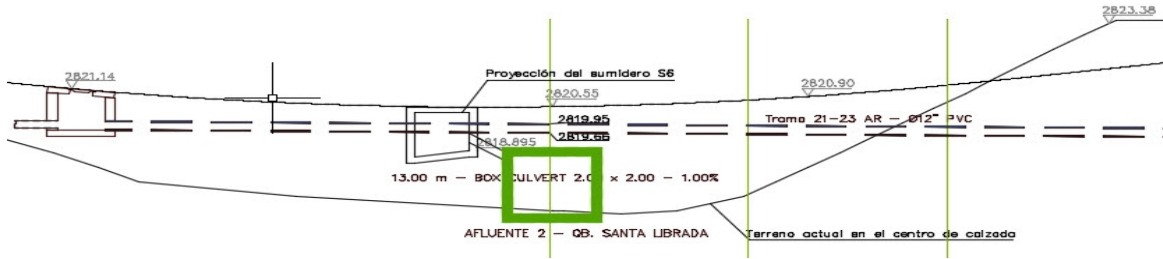 2823.38
2821.14
Proyección del sumidero S6
2820.90
2820.55
2819.95
Tramo 21-23 AR - Ø12" PVC
2819.66
2818.895
13.00 m - BOX CULVERT 2.00 x 2.00 - 1.00%
AFLUENTE 2 - QB. SANTA LIBRADA
Terreno actual en el centro de calzada